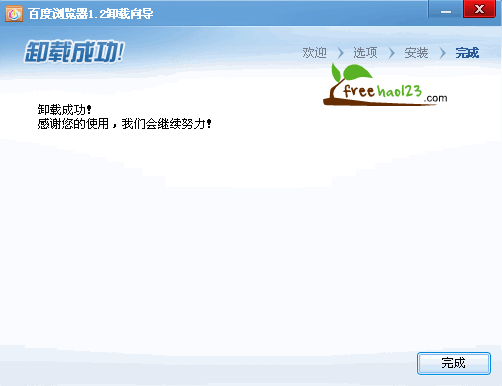 百度浏览器1.2卸载向导
卸载成功!
欢迎 选项 安装 完成
freehao123.com
卸载成功!
感谢您的使用，我们会继续努力!
完成